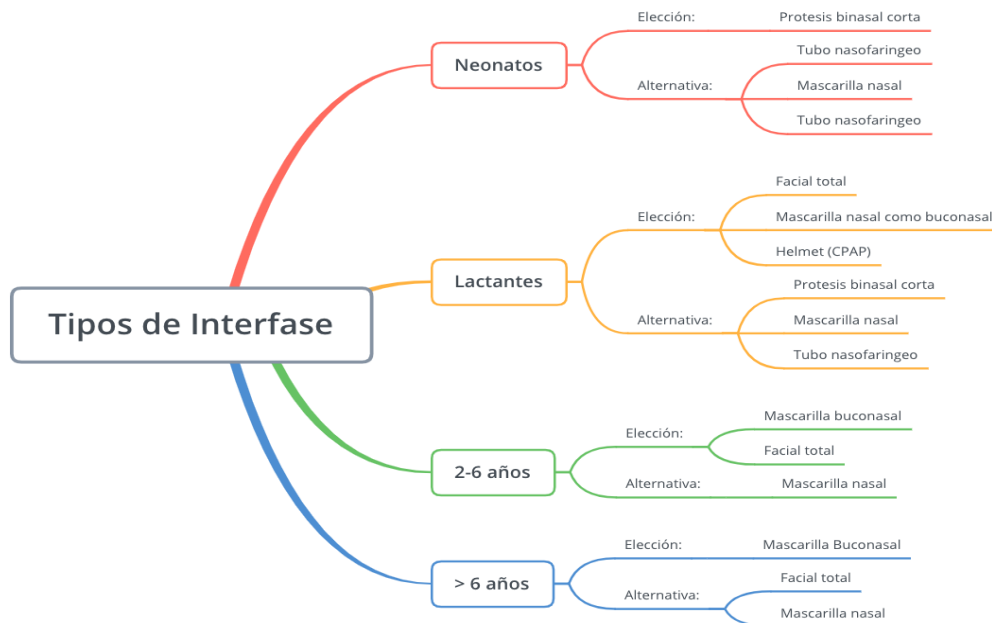 Tipos de Interfase
Neonatos
Elección:
Protesis binasal corta
Alternativa:
Tubo nasofaringeo
Mascarilla nasal
Tubo nasofaringeo
Lactantes
Elección:
Facial total
Mascarilla nasal como buconasal
Helmet (CPAP)
Alternativa:
Protesis binasal corta
Mascarilla nasal
Tubo nasofaringeo
2-6 años
Elección:
Mascarilla buconasal
Facial total
Alternativa:
Mascarilla nasal
> 6 años
Elección:
Mascarilla Buconasal
Alternativa:
Facial total
Mascarilla nasal